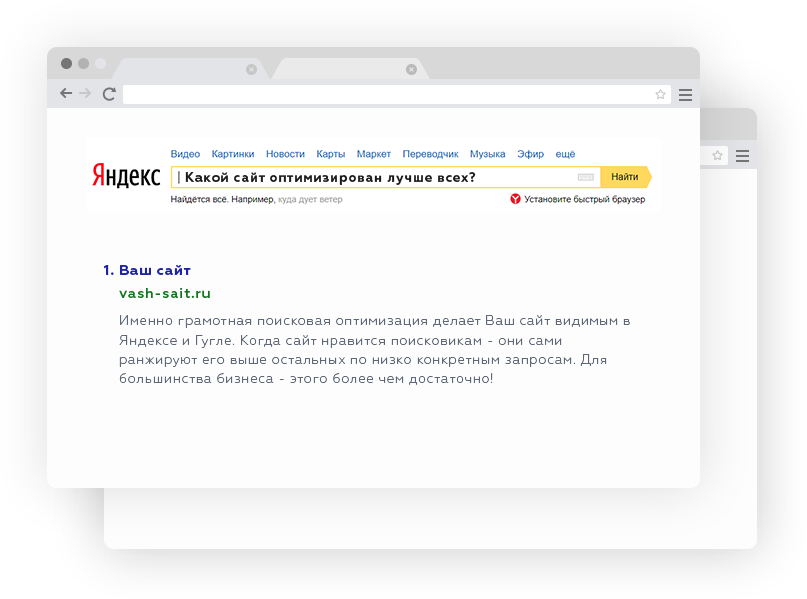 Видео Картинки Новости Карты Маркет Переводчик Музыка Эфир ещё
Яндекс
Какой сайт оптимизирован лучше всех?
Найти
Найдётся всё. Например, куда дует ветер
Установите быстрый браузер
1. Ваш сайт
vash-sait.ru
Именно грамотная поисковая оптимизация делает Ваш сайт видимым в
Яндексе и Гугле. Когда сайт нравится поисковикам - они сами
ранжируют его выше остальных по низко конкретным запросам. Для
большинства бизнеса - этого более чем достаточно!